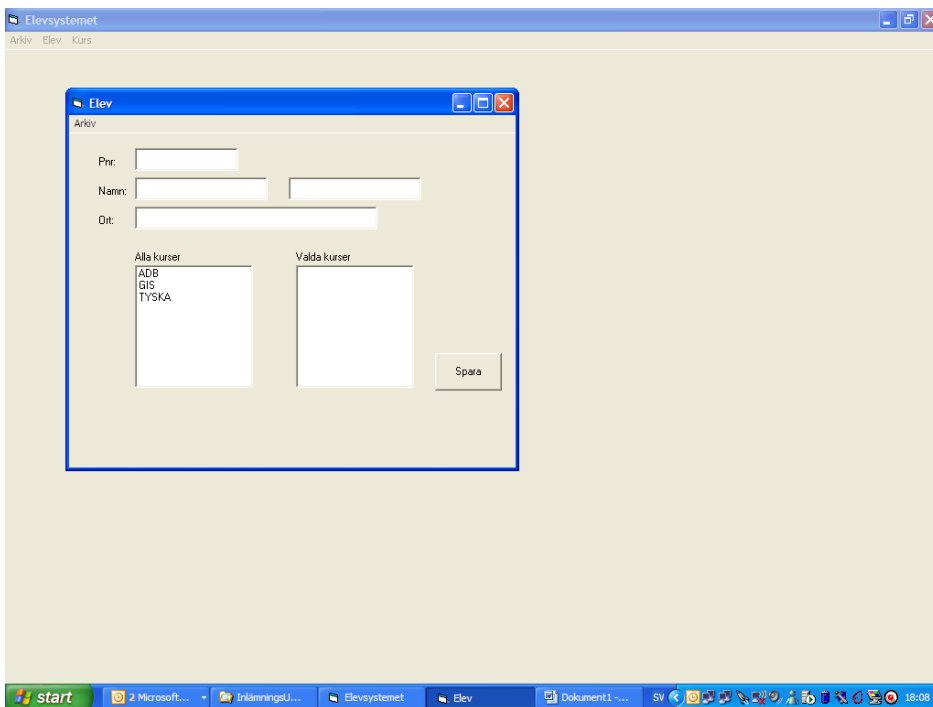 Elevsystemet
Arkiv Elev Kurs
Elev
Arkiv
Pnr:
Namn:
Ort:
Alla kurser Valda kurser
ADB
GIS
TYSKA
Spara
start 2 Microsoft... InlämningsU... Elevsystemet Elev Dokument1 -... SV 18:08